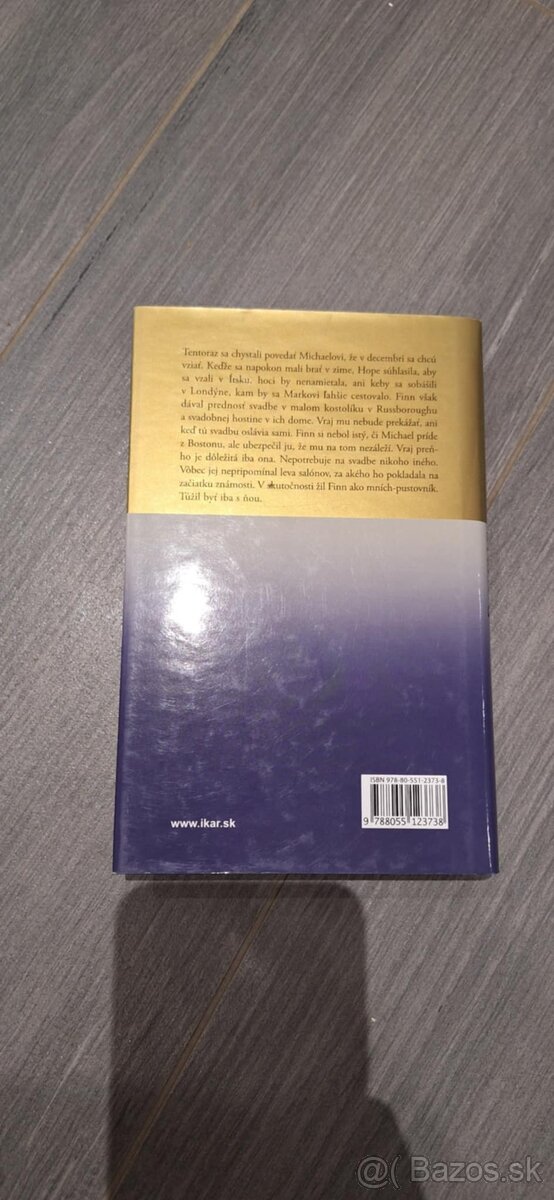 Tentoraz sa chystali povedať Michaelovi, že v decembri sa chcú
vziať. Keďže sa napokon mali brať v zime, Hope súhlasila, aby
sa vzali v Írsku, hoci by nenamietala, ani keby sa sobášili
v Londýne, kam by sa Markovi ľahšie cestovalo. Finn však
dával prednosť svadbe v malom kostolíku v Russboroughu
a svadobnej hostine v ich dome. Vraj mu nebude prekážať, ani
keď tú svadbu oslávia sami. Finn si nebol istý, či Michael príde
z Bostonu, ale ubezpečil ju, že mu na tom nezáleží. Vraj preň-
ho je dôležitá iba ona. Nepotrebuje na svadbe nikoho iného.
Vôbec jej nepripomínal leva salónov, za akého ho pokladala na
začiatku známosti. V skutočnosti žil Finn ako mních-pustovník.
Túžil byť iba s ňou.
ISBN 978-80-551-2373-8
9 788055 123738
www.ikar.sk
@( Bazos.sk